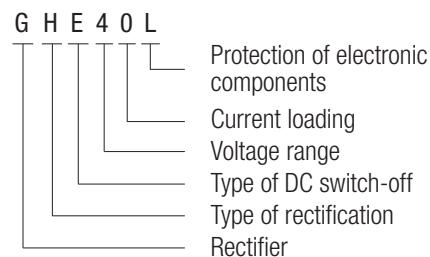 G H E 4 0 L
Protection of electronic
components
Current loading
Voltage range
Type of DC switch-off
Type of rectification
Rectifier